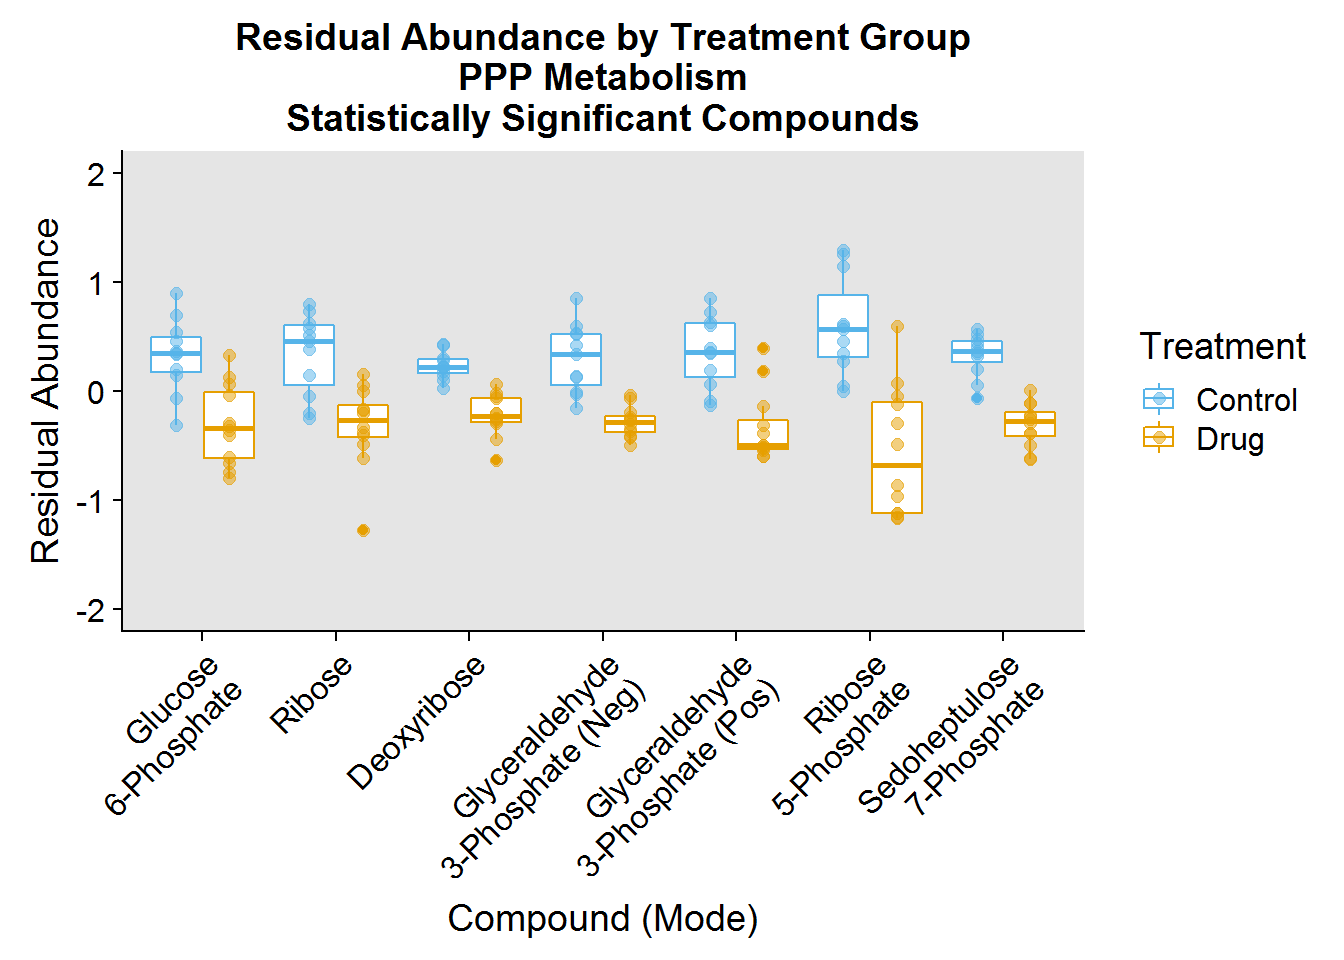 Residual Abundance by Treatment Group
PPP Metabolism
Statistically Significant Compounds
Residual Abundance
2
1
0
-1
-2
Glucose
6-Phosphate
Ribose
Deoxyribose
Glyceraldehyde
3-Phosphate (Neg)
Glyceraldehyde
3-Phosphate (Pos)
Ribose
5-Phosphate
Sedoheptulose
7-Phosphate
Compound (Mode)
Treatment
Control
Drug